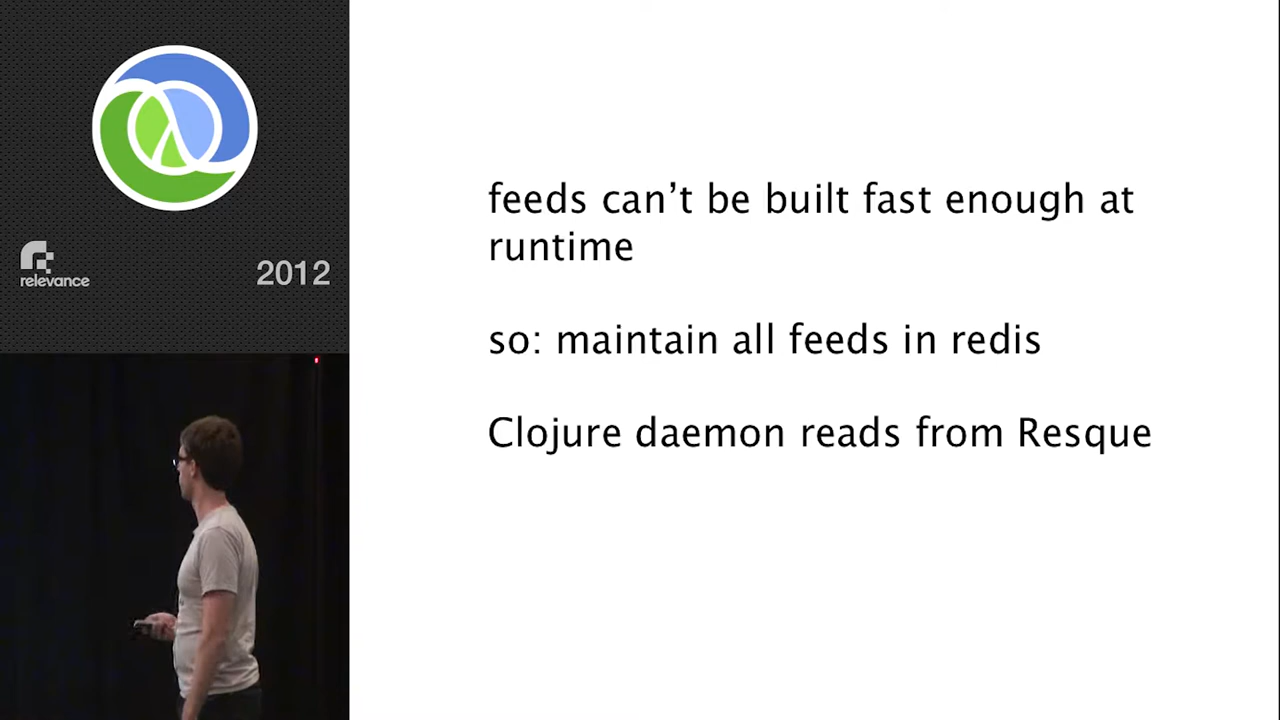 relevance
2012
feeds can’t be built fast enough at
runtime
so: maintain all feeds in redis
Clojure daemon reads from Resque